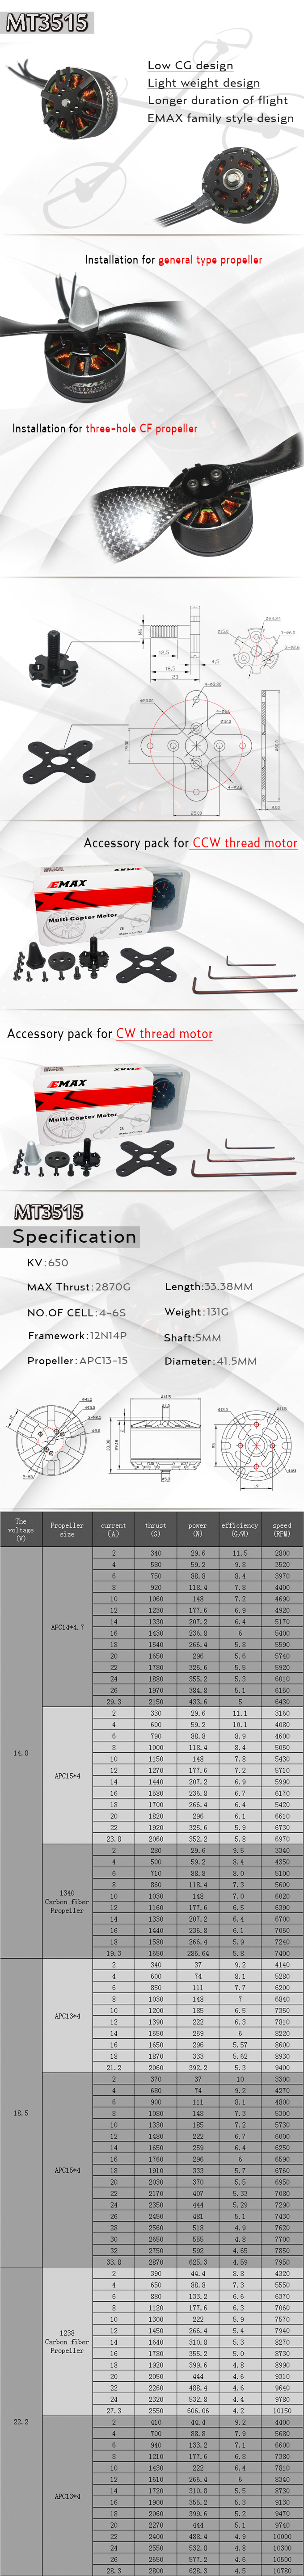 MT3515
Low CG design
Light weight design
Longer duration of flight
EMAX family style design
Installation for general type propeller
EMAX
Installation for three-hole CF propeller
Accessory pack for CCW thread motor
EMAX
Multi Copter Motor
Accessory pack for CW thread motor
EMAX
Multi Copter Motor
MT3515
Specification
KV:650
MAX Thrust:2870G
Length:33.38MM
NO.OF CELL:4-6S
Weight:131G
Framework:12N14P
Shaft:5MM
Propeller:APC13-15
Diameter:41.5MM
The voltage (V) Propeller size current (A) thrust (G) power (W) efficiency (G/W) speed (RPM)
14.8
APC14*4.7
2 340 29.6 11.5 2800
4 580 59.2 9.8 3520
6 750 88.8 8.4 3970
8 920 118.4 7.8 4400
10 1060 148 7.2 4690
12 1230 177.6 6.9 4920
14 1330 207.2 6.4 5170
16 1430 236.8 6 5400
18 1540 266.4 5.8 5590
20 1650 296 5.6 5740
22 1780 325.6 5.5 5920
24 1880 355.2 5.3 6010
26 1970 384.8 5.1 6150
29.3 2150 433.6 5 6430
APC15*4
2 330 29.6 11.1 3160
4 600 59.2 10.1 4080
6 790 88.8 8.9 4600
8 1000 118.4 8.4 5050
10 1150 148 7.8 5430
12 1270 177.6 7.2 5710
14 1440 207.2 6.9 5990
16 1580 236.8 6.7 6170
18 1700 266.4 6.4 5420
20 1820 296 6.1 6610
22 1920 325.6 5.9 6730
23.8 2060 352.2 5.8 6970
1340
Carbon fiber
Propeller
2 280 29.6 9.5 3340
4 500 59.2 8.4 4350
6 710 88.8 8.0 5100
8 860 118.4 7.3 5600
10 1030 148 7.0 6020
12 1160 177.6 6.5 6390
14 1330 207.2 6.4 6700
16 1440 236.8 6.1 7050
18 1580 266.4 5.9 7240
19.3 1650 285.64 5.8 7400
18.5
APC13*4
2 340 37 9.2 4140
4 600 74 8.1 5280
6 850 111 7.7 6200
8 1030 148 7 6840
10 1200 185 6.5 7350
12 1390 222 6.3 7810
14 1550 259 6 8220
16 1650 296 5.57 8600
18 1870 333 5.62 8930
21.2 2060 392.2 5.3 9400
APC15*4
2 370 37 10 3300
4 680 74 9.2 4270
6 900 111 8.1 4800
8 1080 148 7.3 5300
10 1330 185 7.2 5730
12 1480 222 6.7 6000
14 1650 259 6.4 6250
16 1760 296 6 6590
18 1910 333 5.7 6760
20 2030 370 5.5 6950
22 2170 407 5.33 7080
24 2350 444 5.29 7290
26 2450 481 5.1 7430
28 2560 518 4.9 7620
30 2650 555 4.8 7700
32 2750 592 4.65 7850
33.8 2870 625.3 4.59 7950
22.2
1238
Carbon fiber
Propeller
2 390 44.4 8.8 4320
4 650 88.8 7.3 5550
6 880 133.2 6.6 6370
8 1120 177.6 6.3 7060
10 1300 222 5.9 7570
12 1450 266.4 5.4 7940
14 1640 310.8 5.3 8270
16 1780 355.2 5.0 8730
18 1920 399.6 4.8 8990
20 2050 444 4.6 9310
22 2260 488.4 4.6 9640
24 2320 532.8 4.4 9780
27.3 2550 606.06 4.2 10150
APC13*4
2 410 44.4 9.2 4400
4 700 88.8 7.9 5680
6 940 133.2 7.1 6600
8 1210 177.6 6.8 7380
10 1430 222 6.4 7810
12 1610 266.4 6 8340
14 1720 310.8 5.5 8730
16 1900 355.2 5.3 9130
18 2060 399.6 5.2 9470
20 2270 444 5.1 9740
22 2400 488.4 4.9 10000
24 2550 532.8 4.8 10300
26 2650 577.2 4.6 10500
28.3 2800 628.3 4.5 10780